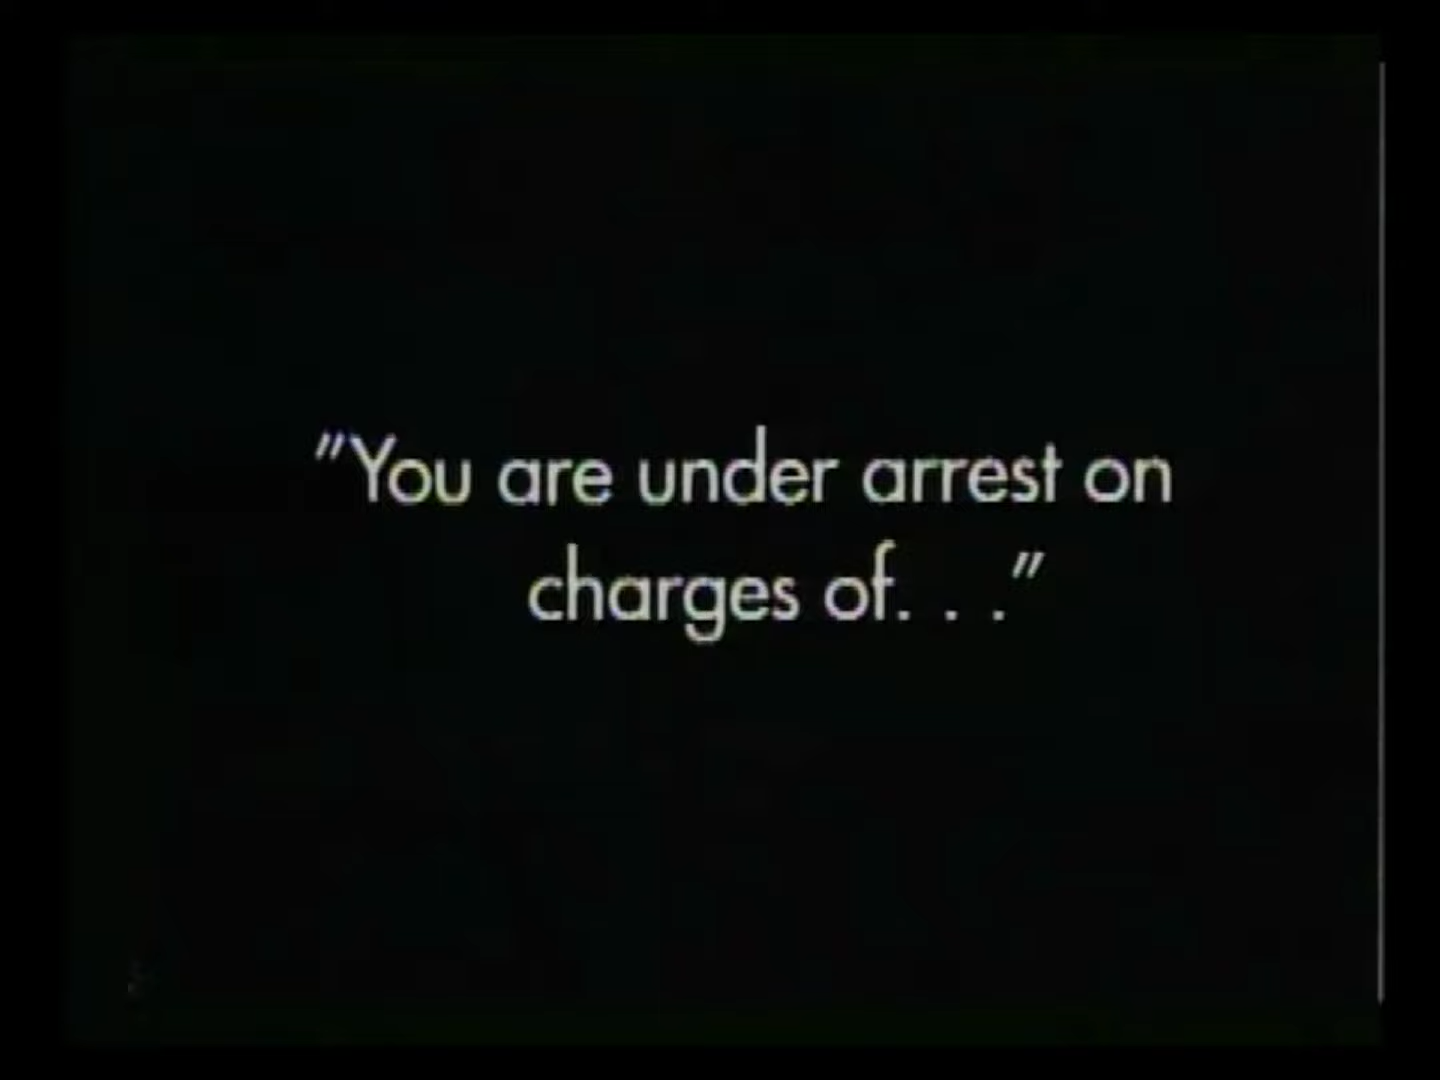 "You are under arrest on
charges of. . ."